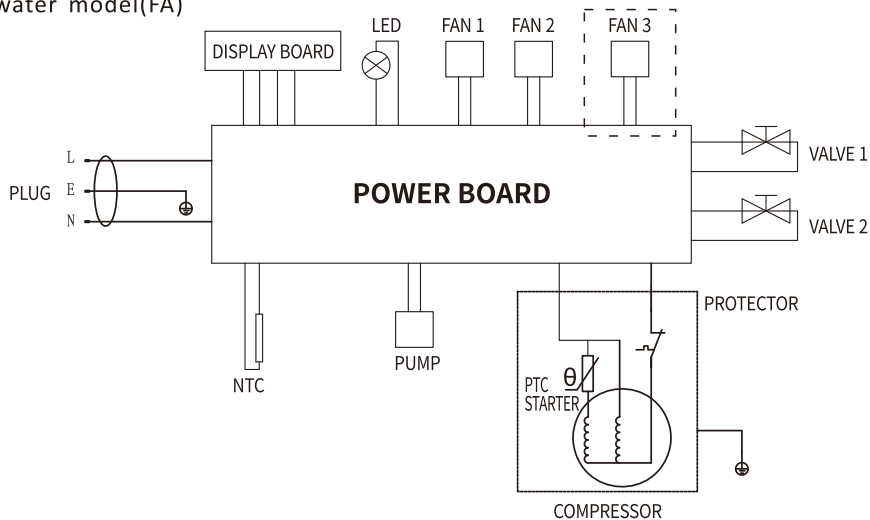 water model(FA)
LED
FAN 1
FAN 2
FAN 3
DISPLAY BOARD
L
PLUG
E
N
POWER BOARD
VALVE 1
VALVE 2
PROTECTOR
NTC
PUMP
θ
PTC
STARTER
COMPRESSOR